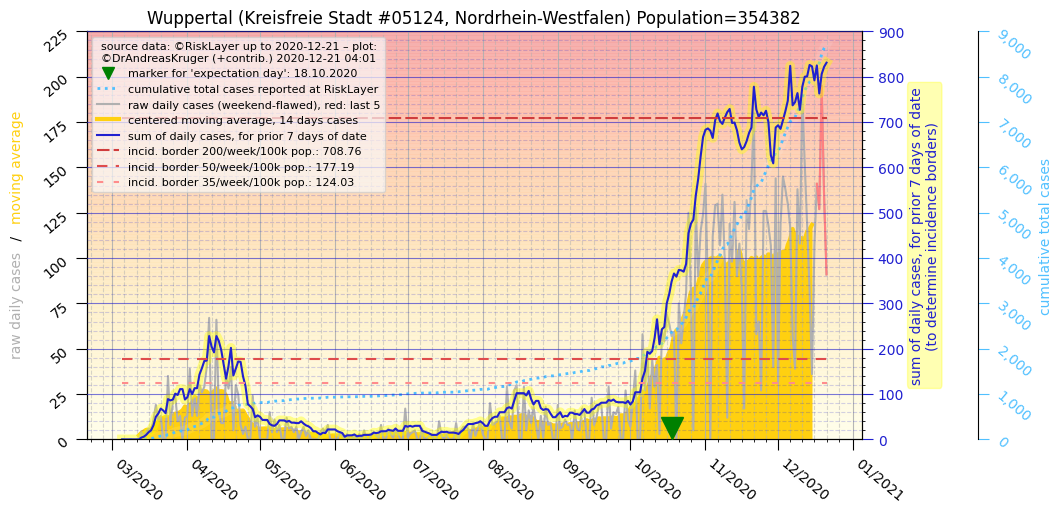 Wuppertal (Kreisfreie Stadt #05124, Nordrhein-Westfalen) Population=354382
source data: ©RiskLayer up to 2020-12-21 – plot:
©DrAndreasKruger (+contrib.) 2020-12-21 04:01
marker for 'expectation day': 18.10.2020
cumulative total cases reported at RiskLayer
raw daily cases (weekend-flawed), red: last 5
centered moving average, 14 days cases
sum of daily cases, for prior 7 days of date
incid. border 200/week/100k pop.: 708.76
incid. border 50/week/100k pop.: 177.19
incid. border 35/week/100k pop.: 124.03
raw daily cases / moving average
225
200
175
150
125
100
75
50
25
0
03/2020
04/2020
05/2020
06/2020
07/2020
08/2020
09/2020
10/2020
11/2020
12/2020
01/2021
900
800
700
600
500
400
300
200
100
0
sum of daily cases, for prior 7 days of date
(to determine incidence borders)
9,000
8,000
7,000
6,000
5,000
4,000
3,000
2,000
1,000
0
cumulative total cases